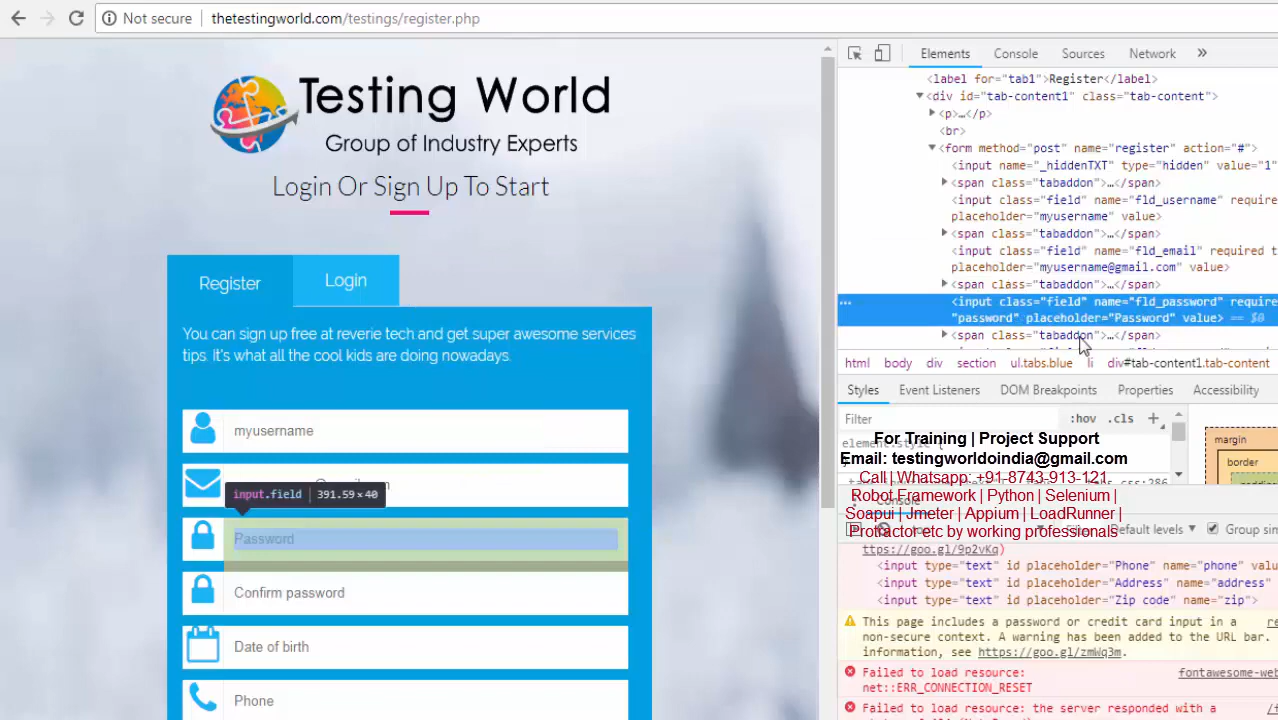 Not secure
thetestingworld.com/testings/register.php
Testing World
Group of Industry Experts
Login Or Sign Up To Start
Register
Login
You can sign up free at reverie tech and get super awesome services
tips. It's what all the cool kids are doing nowadays.
myusername
input.field 391.59×40
Password
Confirm password
Date of birth
Phone
Elements Console Sources Network »
<label for="tab1">Register</label>
▼<div id="tab-content1" class="tab-content">
▶<p>…</p>
<br>
▼<form method="post" name="register" action="#">
<input name="_hiddenTXT" type="hidden" value="1"
▶<span class="tabaddon">…</span>
<input class="field" name="fld_username" require
placeholder="myusername" value>
▶<span class="tabaddon">…</span>
<input class="field" name="fld_email" required t
placeholder="myusername@gmail.com" value>
▶<span class="tabaddon">…</span>
<input class="field" name="fld_password" require
"password" placeholder="Password" value> == $0
▶<span class="tabaddon">…</span>
html body div section ul.tabs.blue li div#tab-content1.tab-content
Styles Event Listeners DOM Breakpoints Properties Accessibility
Filter :hov .cls +
element.style {
margin
border
For Training | Project Support
Email: testingworldoindia@gmail.com
Call | Whatsapp: +91-8743-913-121
Robot Framework | Python | Selenium |
Soapui | Jmeter | Appium | LoadRunner |
Protractor etc by working professionals
Default levels ▼ Group sim
ttps://goo.gl/9p2vKq)
<input type="text" id placeholder="Phone" name="phone" valu
<input type="text" id placeholder="Address" name="address"
<input type="text" id placeholder="Zip code" name="zip">
This page includes a password or credit card input in a re
non-secure context. A warning has been added to the URL bar.
information, see https://goo.gl/zmWq3m.
Failed to load resource: fontawesome-web
net::ERR_CONNECTION_RESET
Failed to load resource: the server responded with a